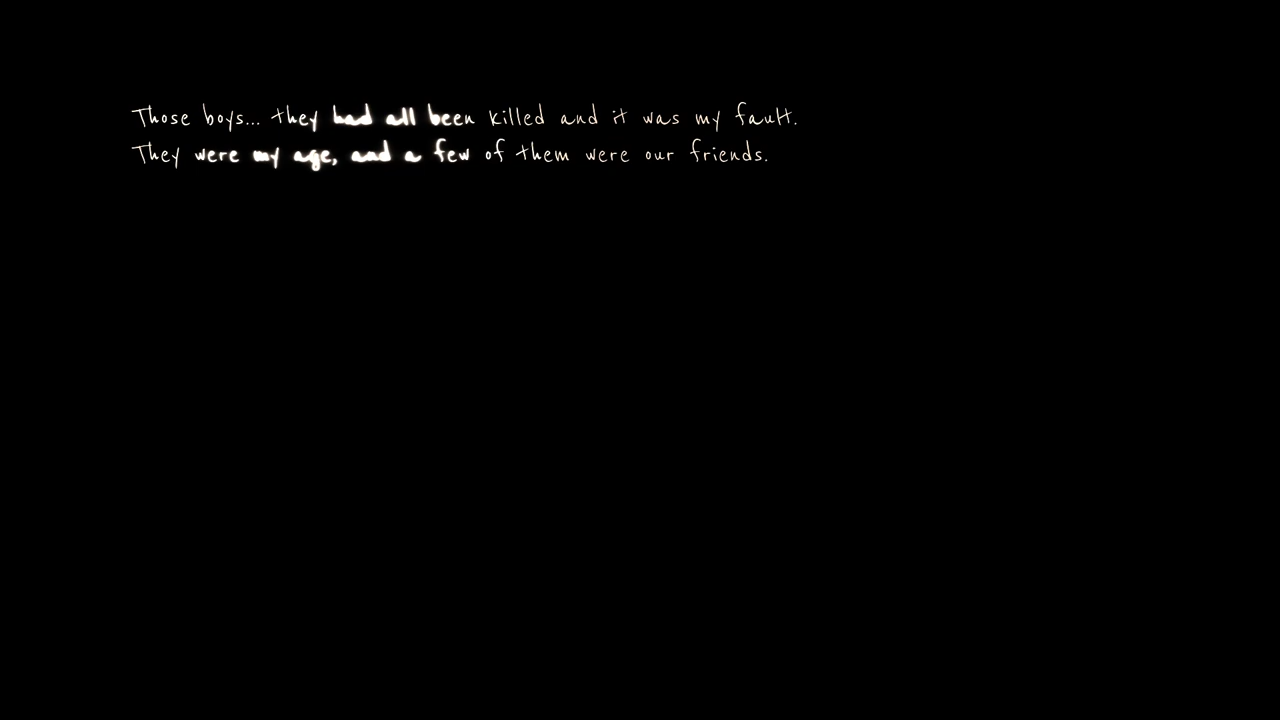 Those boys... they had all been killed and it was my fault.
They were my age, and a few of them were our friends.